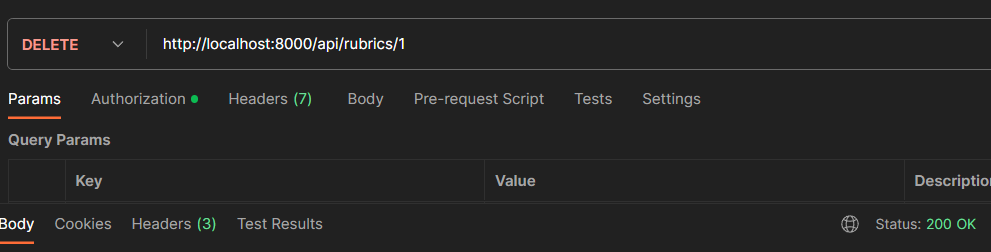 DELETE http://localhost:8000/api/rubrics/1
Params Authorization Headers (7) Body Pre-request Script Tests Settings
Query Params
Key Value Description
Body Cookies Headers (3) Test Results Status: 200 OK